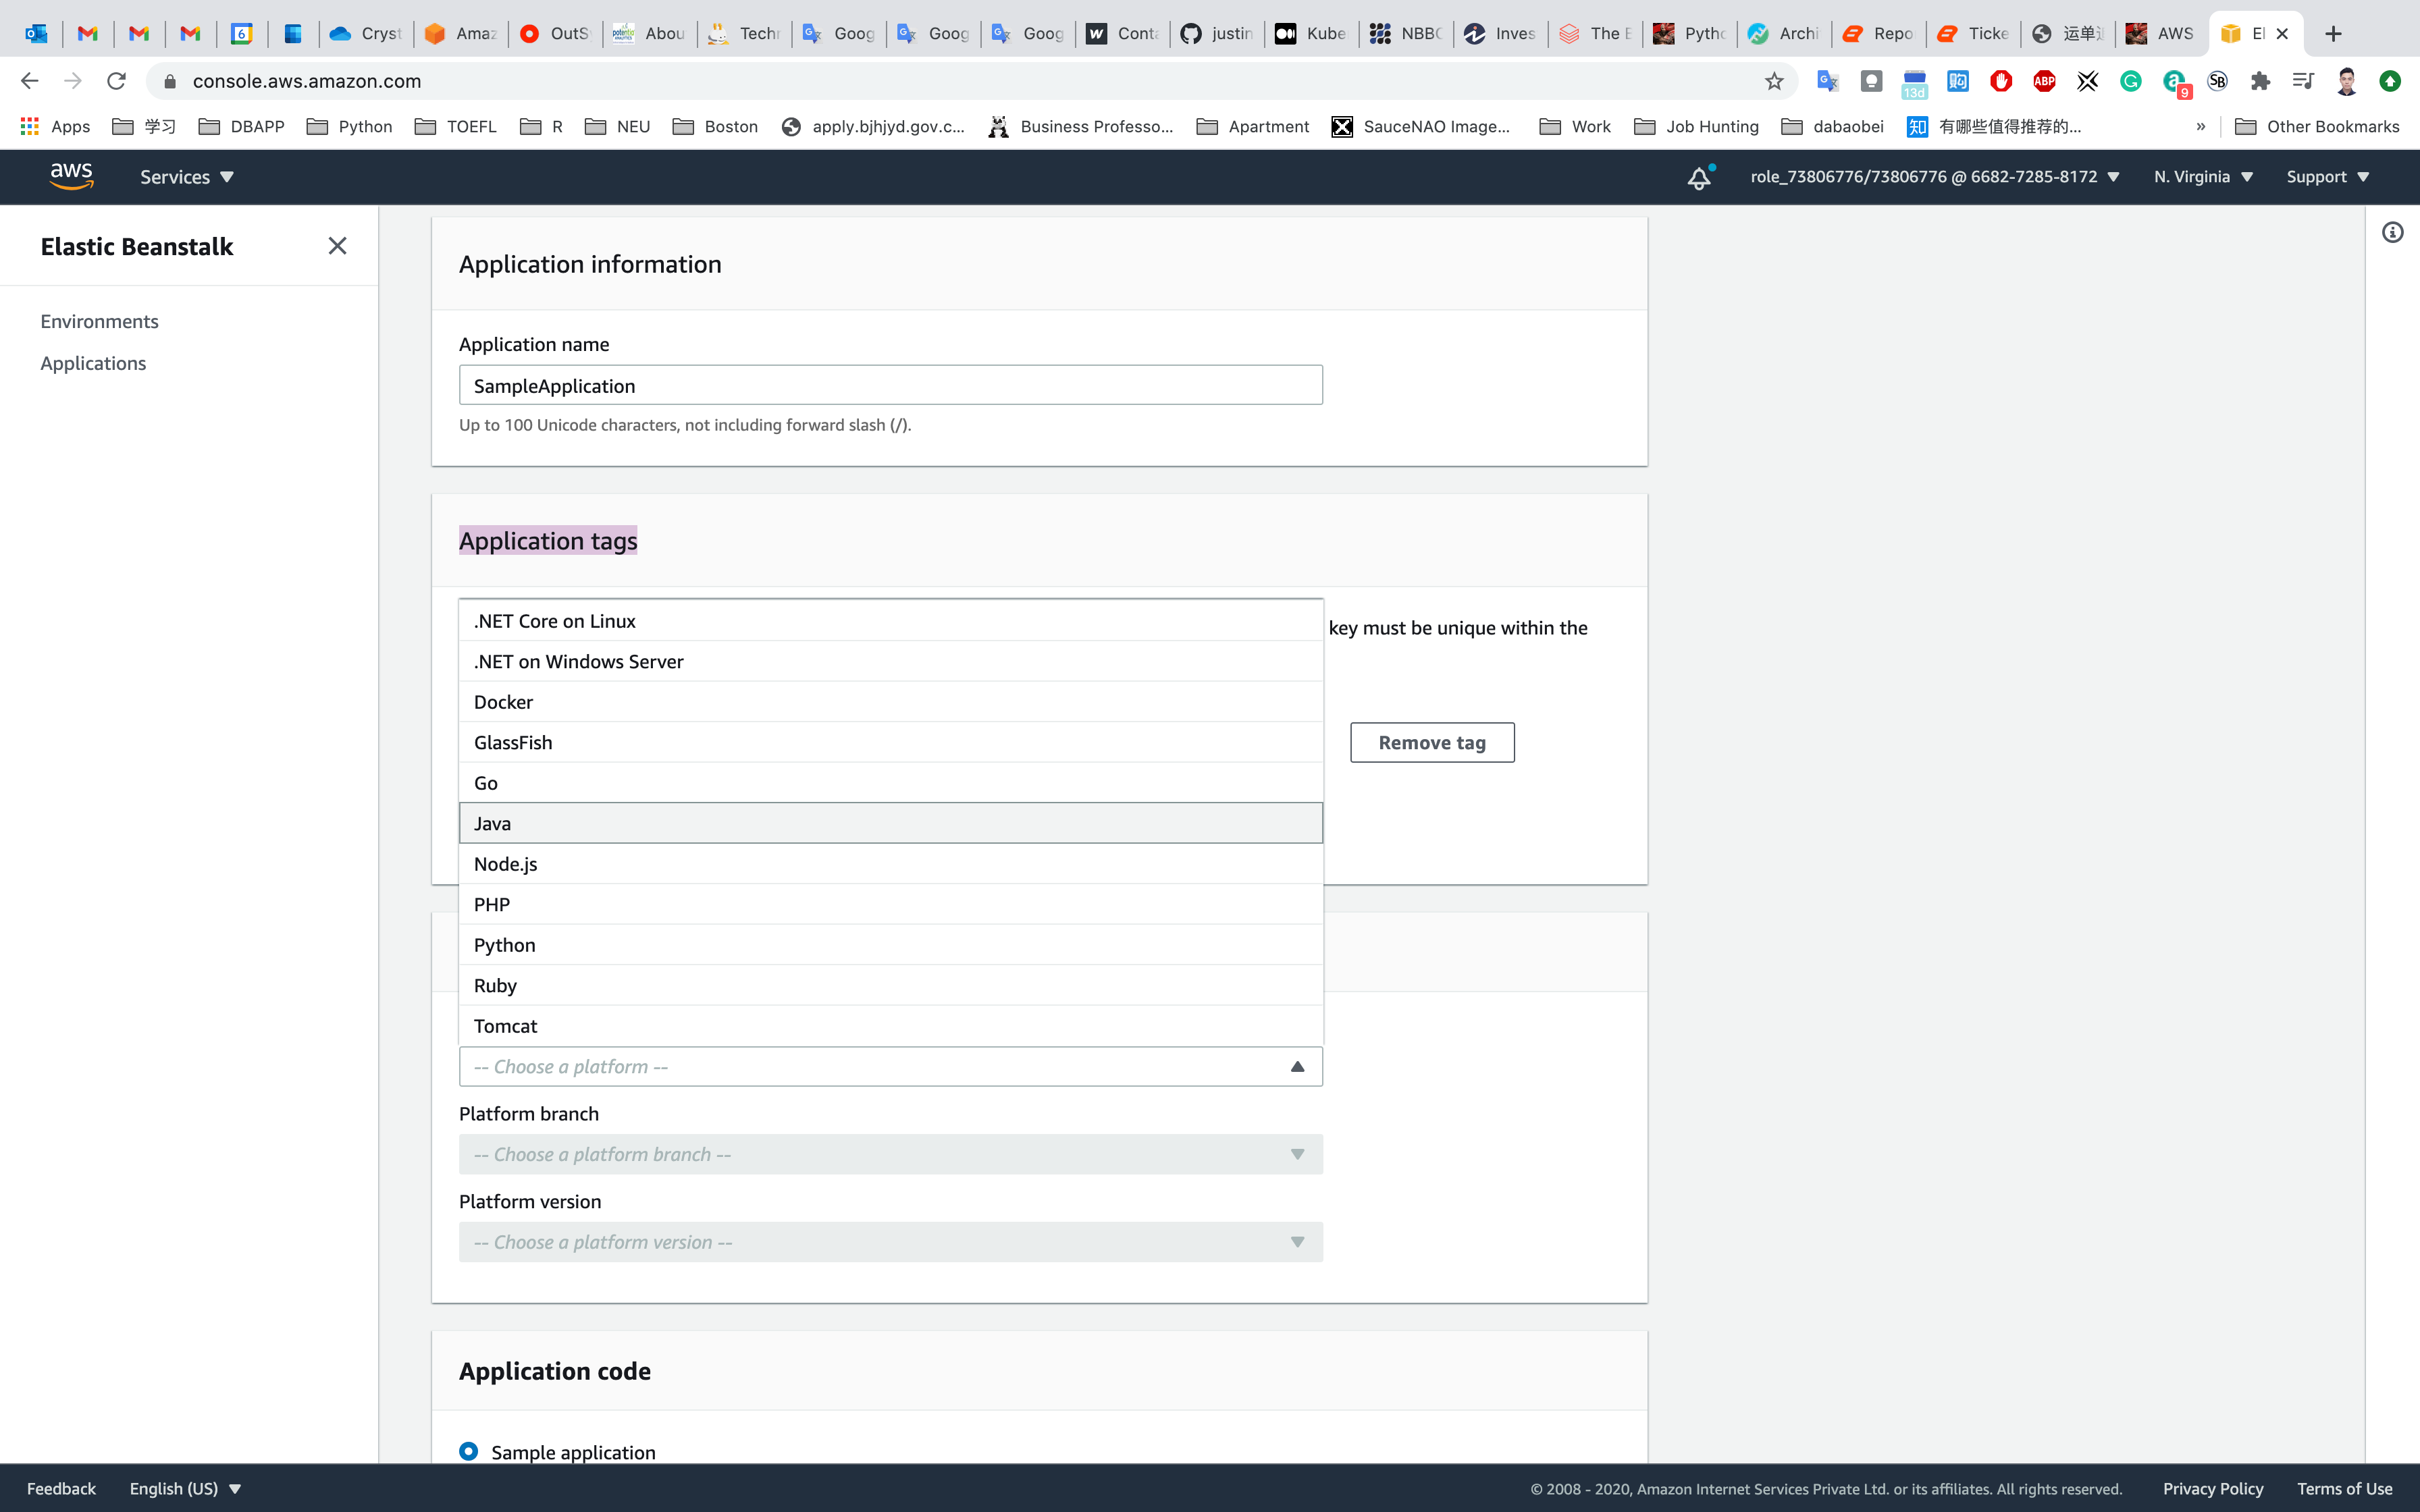 Cryst Amaz OutS Abou Techn Goog Goog Goog Conta justin Kube NBBC Inves The E Pytho Archi Repo Ticke 运单 AWS El
console.aws.amazon.com
13d ABP 9 SB
Apps 学习 DBAPP Python TOEFL R NEU Boston apply.bjhjyd.gov.c... Business Professo... Apartment SauceNAO Image... Work Job Hunting dabaobei 知 有哪些值得推荐的... » Other Bookmarks
aws Services role_73806776/73806776 @ 6682-7285-8172 N. Virginia Support
Elastic Beanstalk
Environments
Applications
Application information
Application name
SampleApplication
Up to 100 Unicode characters, not including forward slash (/).
Application tags
key must be unique within the
Remove tag
.NET Core on Linux
.NET on Windows Server
Docker
GlassFish
Go
Java
Node.js
PHP
Python
Ruby
Tomcat
-- Choose a platform --
Platform branch
-- Choose a platform branch --
Platform version
-- Choose a platform version --
Application code
Sample application
Feedback English (US) © 2008 - 2020, Amazon Internet Services Private Ltd. or its affiliates. All rights reserved. Privacy Policy Terms of Use